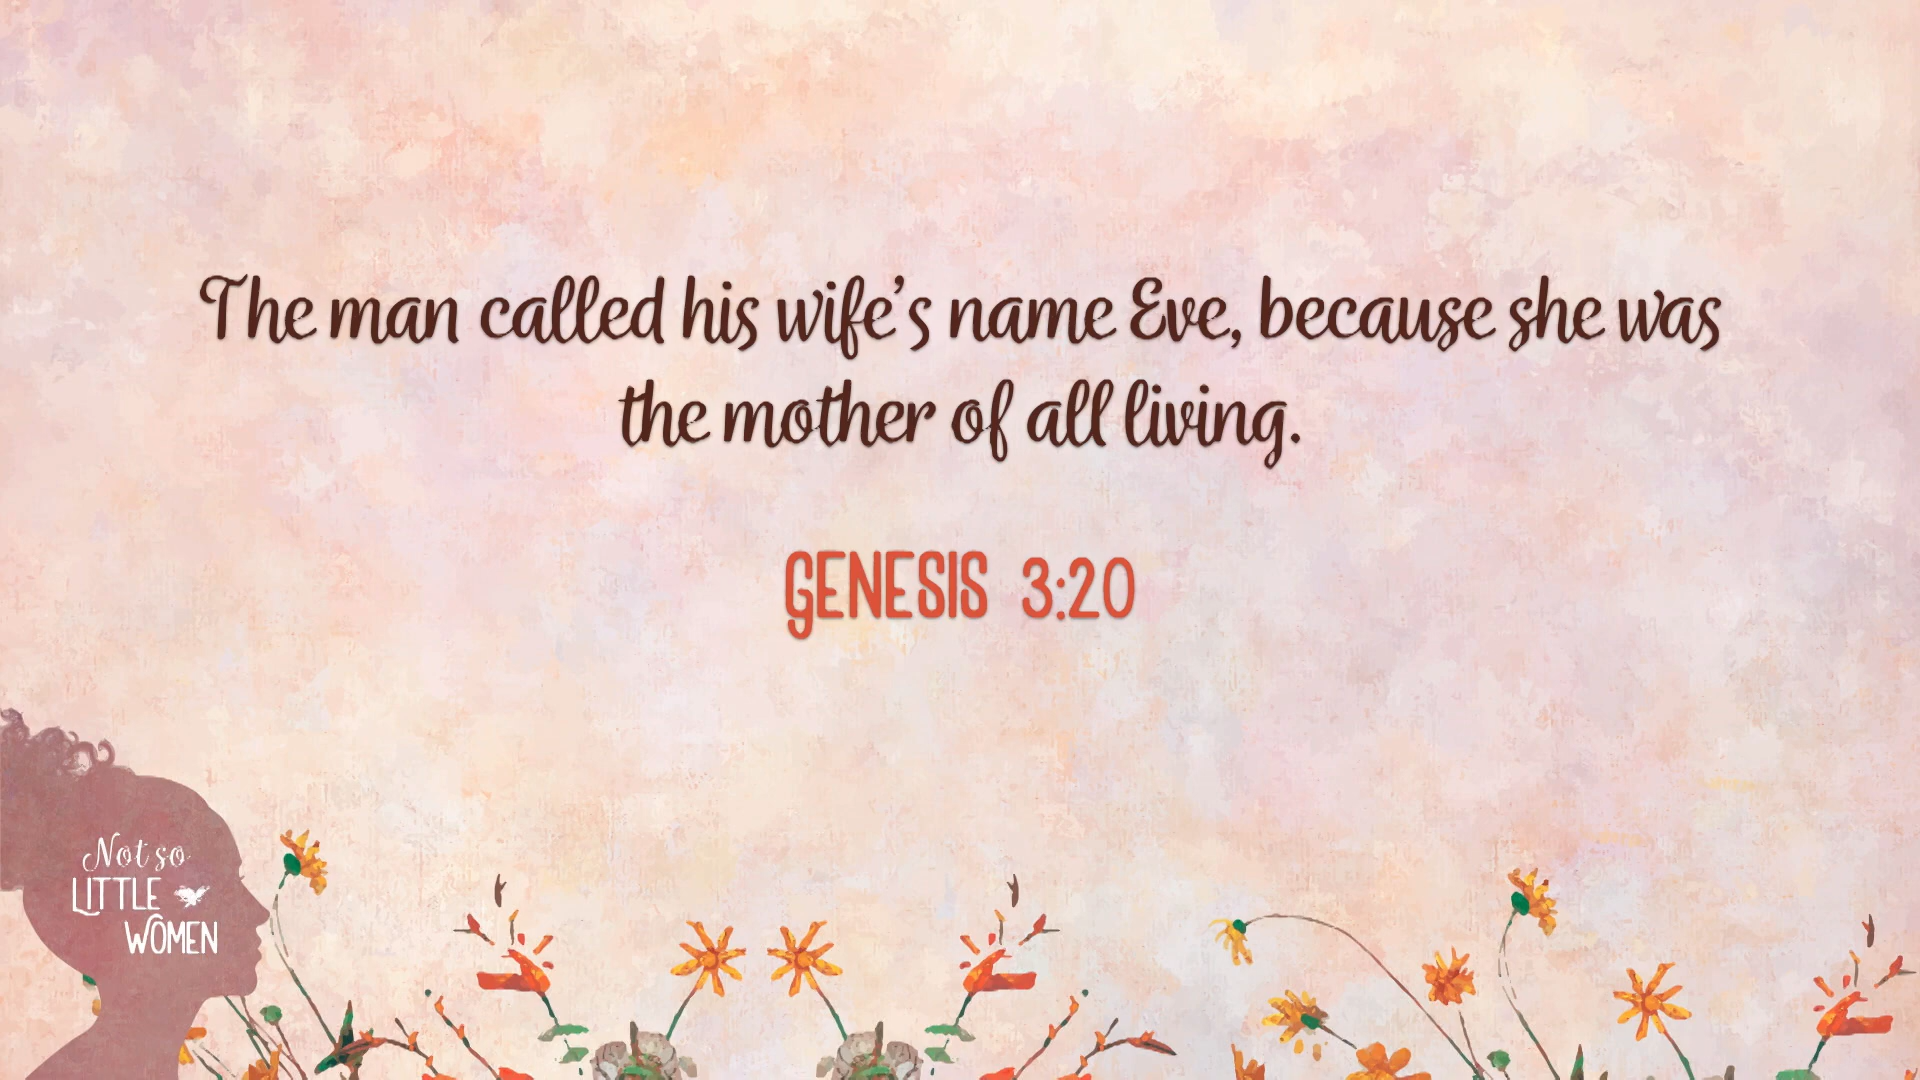 The man called his wife's name Eve, because she was
the mother of all living.
GENESIS 3:20
Not so
LITTLE
WOMEN